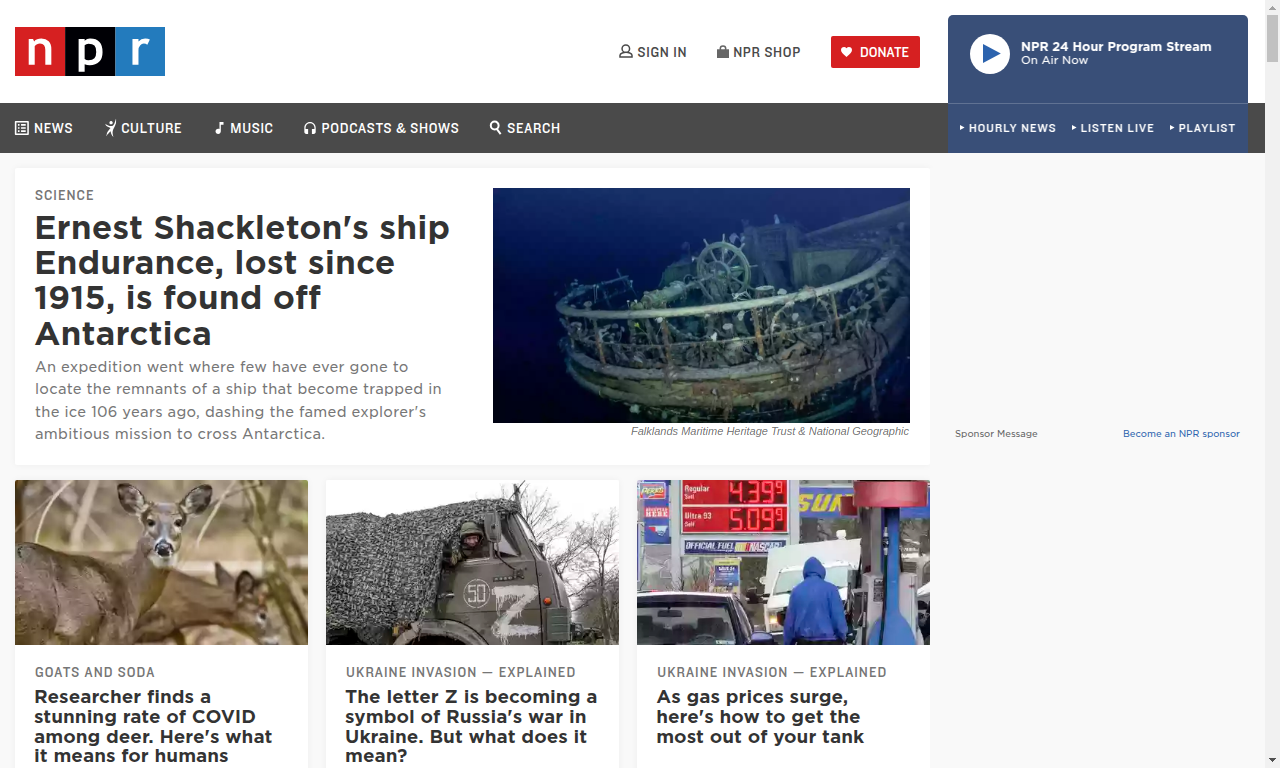 npr
SIGN IN
NPR SHOP
DONATE
NPR 24 Hour Program Stream
On Air Now
NEWS
CULTURE
MUSIC
PODCASTS & SHOWS
SEARCH
HOURLY NEWS
LISTEN LIVE
PLAYLIST
SCIENCE
Ernest Shackleton's ship
Endurance, lost since
1915, is found off
Antarctica
An expedition went where few have ever gone to
locate the remnants of a ship that become trapped in
the ice 106 years ago, dashing the famed explorer's
ambitious mission to cross Antarctica.
Falklands Maritime Heritage Trust & National Geographic
Sponsor Message
Become an NPR sponsor
50
Z
Regular
Self
4.39⁹
Ultra 93
Self
5.09⁹
OFFICIAL FUEL NASCAR
SUN
PROPANE
HERE
GOATS AND SODA
Researcher finds a
stunning rate of COVID
among deer. Here's what
it means for humans
UKRAINE INVASION — EXPLAINED
The letter Z is becoming a
symbol of Russia's war in
Ukraine. But what does it
mean?
UKRAINE INVASION — EXPLAINED
As gas prices surge,
here's how to get the
most out of your tank